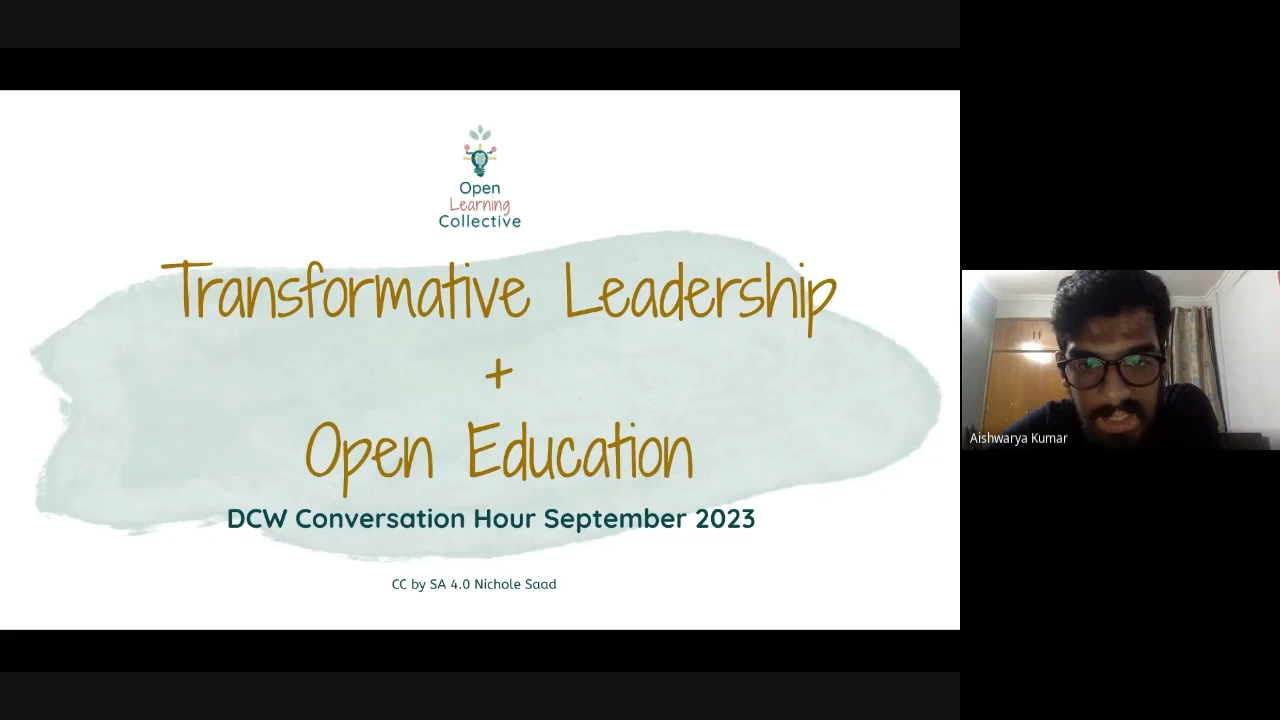 Open
Learning
Collective
Transformative Leadership
+
Open Education
DCW Conversation Hour September 2023
CC by SA 4.0 Nichole Saad
Aishwarya Kumar